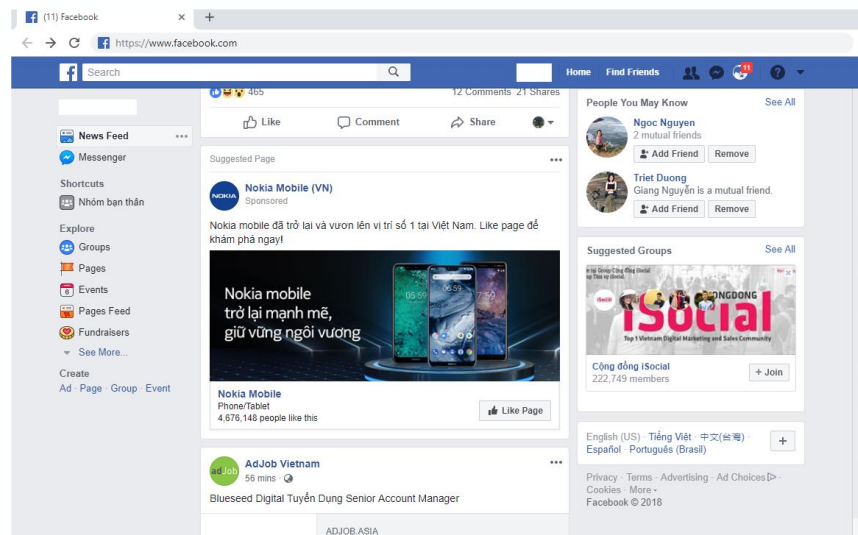 (11) Facebook
https://www.facebook.com
Search
Home Find Friends
11
465
12 Comments 21 Shares
Like Comment Share
News Feed
Messenger
Shortcuts
Nhóm bạn thân
Explore
Groups
Pages
Events
Pages Feed
Fundraisers
See More...
Create
Ad · Page · Group · Event
Suggested Page
NOKIA
Nokia Mobile (VN)
Sponsored
Nokia mobile đã trở lại và vươn lên vị trí số 1 tại Việt Nam. Like page để
khám phá ngay!
Nokia mobile
trở lại mạnh mẽ,
giữ vững ngôi vương
05:59
06:59
Nokia Mobile
Phone/Tablet
4,676,148 people like this
Like Page
adJob
AdJob Vietnam
56 mins ·
Blueseed Digital Tuyển Dụng Senior Account Manager
ADJOB.ASIA
People You May Know See All
Ngoc Nguyen
2 mutual friends
Add Friend Remove
Triet Duong
Giang Nguyễn is a mutual friend.
Add Friend Remove
Suggested Groups See All
iSocial
Top 1 Vietnam Digital Marketing and Sales Community
Cộng đồng iSocial
222,749 members
+ Join
English (US) · Tiếng Việt · 中文(台灣) ·
Español · Português (Brasil)
Privacy · Terms · Advertising · Ad Choices ·
Cookies · More
Facebook © 2018